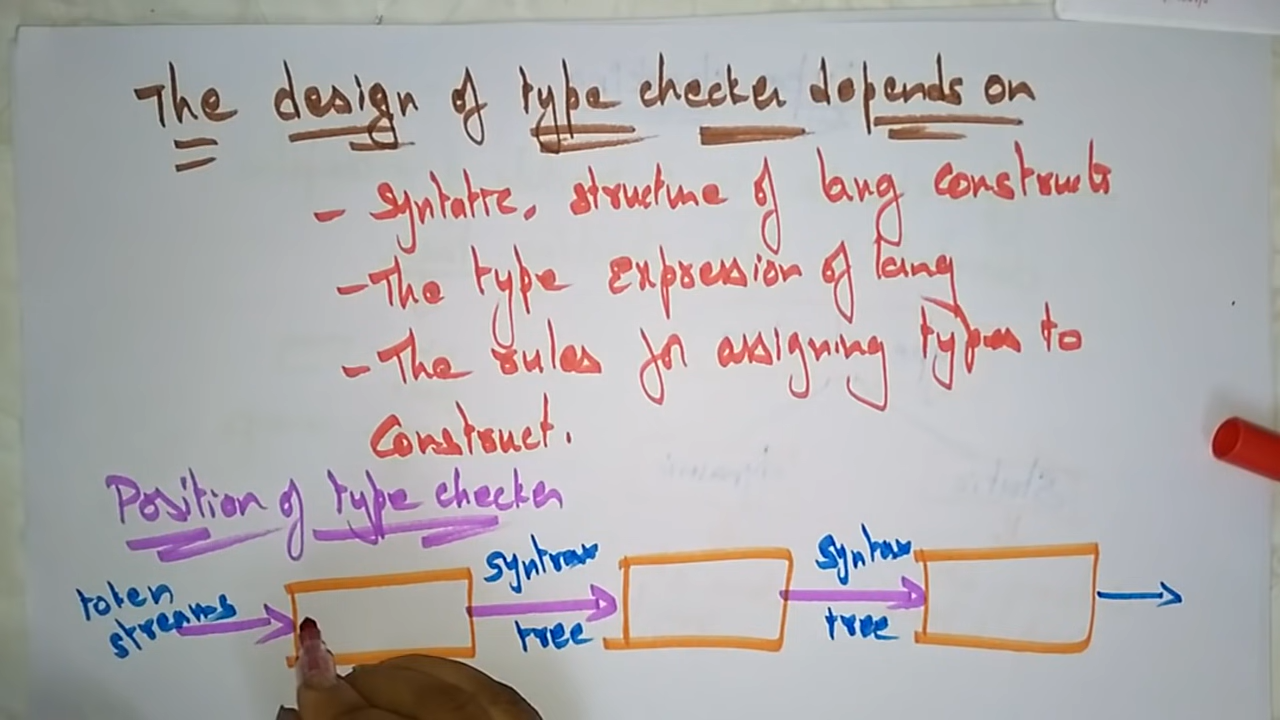 The design of type checker depends on
- Syntatic, structure of lang constructs
- The type Expression of lang
- The rules for assigning types to
Construct.
Position of type checker
token
streams
syntrax
tree
syntax
tree